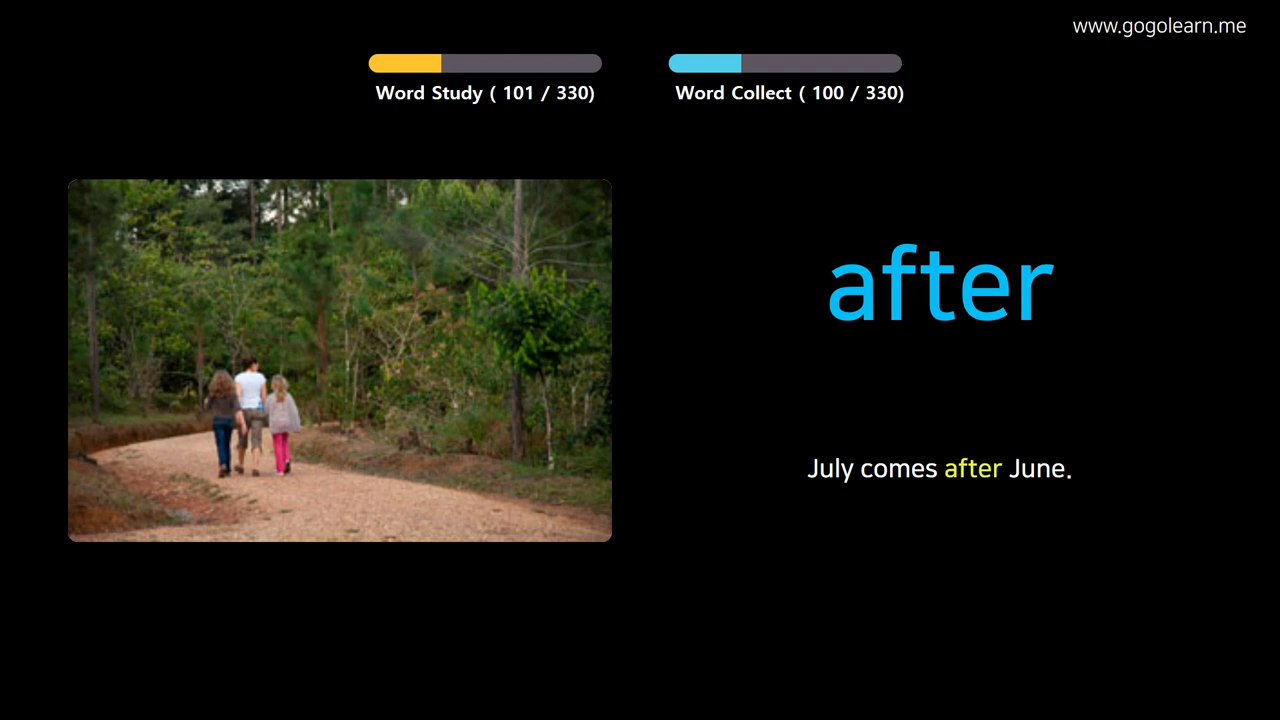 www.gogolearn.me
Word Study ( 101 / 330)
Word Collect ( 100 / 330)
after
July comes after June.